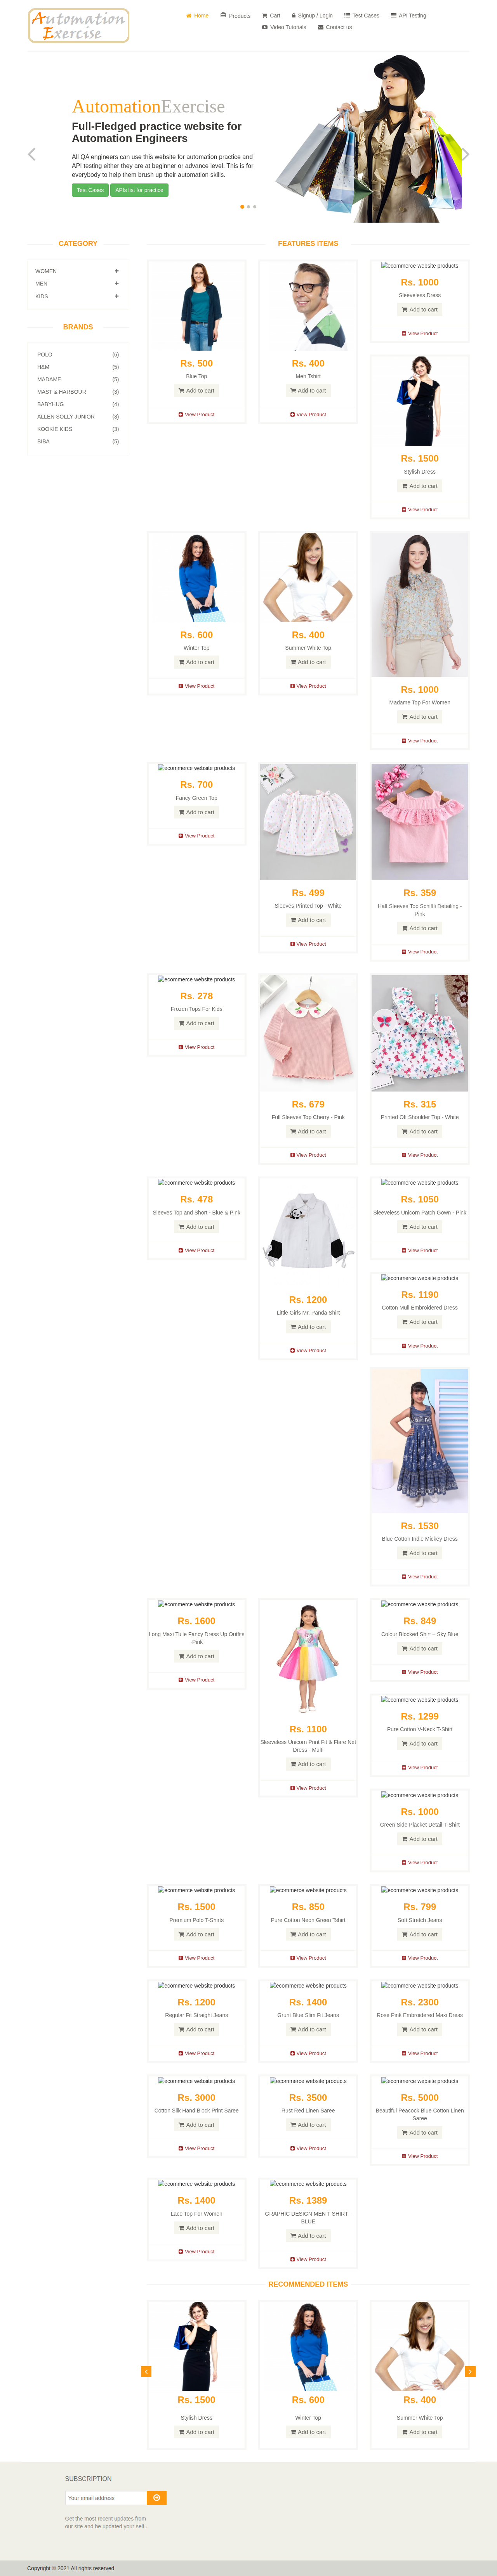 Automation
Exercise
Home
Products
Cart
Signup / Login
Test Cases
API Testing
Video Tutorials
Contact us
AutomationExercise
Full-Fledged practice website for
Automation Engineers
All QA engineers can use this website for automation practice and
API testing either they are at beginner or advance level. This is for
everybody to help them brush up their automation skills.
Test Cases
APIs list for practice
CATEGORY
WOMEN
MEN
KIDS
BRANDS
POLO (6)
H&M (5)
MADAME (5)
MAST & HARBOUR (3)
BABYHUG (4)
ALLEN SOLLY JUNIOR (3)
KOOKIE KIDS (3)
BIBA (5)
FEATURES ITEMS
Rs. 500
Blue Top
Add to cart
View Product
Rs. 400
Men Tshirt
Add to cart
View Product
ecommerce website products
Rs. 1000
Sleeveless Dress
Add to cart
View Product
Rs. 1500
Stylish Dress
Add to cart
View Product
Rs. 600
Winter Top
Add to cart
View Product
Rs. 400
Summer White Top
Add to cart
View Product
Rs. 1000
Madame Top For Women
Add to cart
View Product
ecommerce website products
Rs. 700
Fancy Green Top
Add to cart
View Product
Rs. 499
Sleeves Printed Top - White
Add to cart
View Product
Rs. 359
Half Sleeves Top Schiffli Detailing -
Pink
Add to cart
View Product
ecommerce website products
Rs. 278
Frozen Tops For Kids
Add to cart
View Product
Rs. 679
Full Sleeves Top Cherry - Pink
Add to cart
View Product
Rs. 315
Printed Off Shoulder Top - White
Add to cart
View Product
ecommerce website products
Rs. 478
Sleeves Top and Short - Blue & Pink
Add to cart
View Product
Rs. 1200
Little Girls Mr. Panda Shirt
Add to cart
View Product
ecommerce website products
Rs. 1050
Sleeveless Unicorn Patch Gown - Pink
Add to cart
View Product
ecommerce website products
Rs. 1190
Cotton Mull Embroidered Dress
Add to cart
View Product
Rs. 1530
Blue Cotton Indie Mickey Dress
Add to cart
View Product
ecommerce website products
Rs. 1600
Long Maxi Tulle Fancy Dress Up Outfits
-Pink
Add to cart
View Product
Rs. 1100
Sleeveless Unicorn Print Fit & Flare Net
Dress - Multi
Add to cart
View Product
ecommerce website products
Rs. 849
Colour Blocked Shirt – Sky Blue
Add to cart
View Product
ecommerce website products
Rs. 1299
Pure Cotton V-Neck T-Shirt
Add to cart
View Product
ecommerce website products
Rs. 1000
Green Side Placket Detail T-Shirt
Add to cart
View Product
ecommerce website products
Rs. 1500
Premium Polo T-Shirts
Add to cart
View Product
ecommerce website products
Rs. 850
Pure Cotton Neon Green Tshirt
Add to cart
View Product
ecommerce website products
Rs. 799
Soft Stretch Jeans
Add to cart
View Product
ecommerce website products
Rs. 1200
Regular Fit Straight Jeans
Add to cart
View Product
ecommerce website products
Rs. 1400
Grunt Blue Slim Fit Jeans
Add to cart
View Product
ecommerce website products
Rs. 2300
Rose Pink Embroidered Maxi Dress
Add to cart
View Product
ecommerce website products
Rs. 3000
Cotton Silk Hand Block Print Saree
Add to cart
View Product
ecommerce website products
Rs. 3500
Rust Red Linen Saree
Add to cart
View Product
ecommerce website products
Rs. 5000
Beautiful Peacock Blue Cotton Linen
Saree
Add to cart
View Product
ecommerce website products
Rs. 1400
Lace Top For Women
Add to cart
View Product
ecommerce website products
Rs. 1389
GRAPHIC DESIGN MEN T SHIRT -
BLUE
Add to cart
View Product
RECOMMENDED ITEMS
Rs. 1500
Stylish Dress
Add to cart
Rs. 600
Winter Top
Add to cart
Rs. 400
Summer White Top
Add to cart
SUBSCRIPTION
Your email address
Get the most recent updates from
our site and be updated your self...
Copyright © 2021 All rights reserved